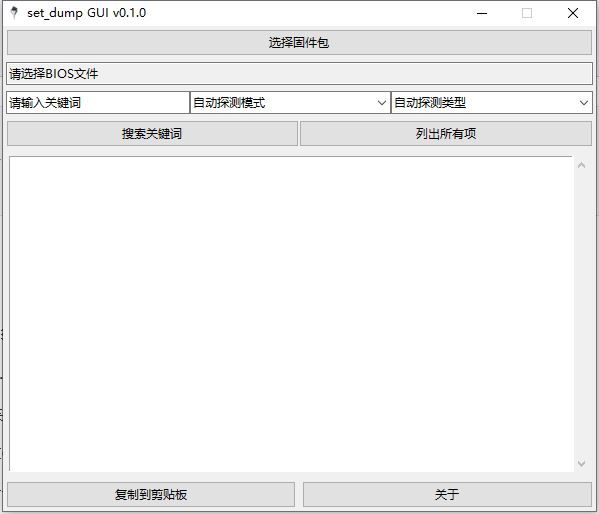 set_dump GUI v0.1.0
选择固件包
请选择BIOS文件
请输入关键词 自动探测模式 自动探测类型
搜索关键词 列出所有项
复制到剪贴板 关于